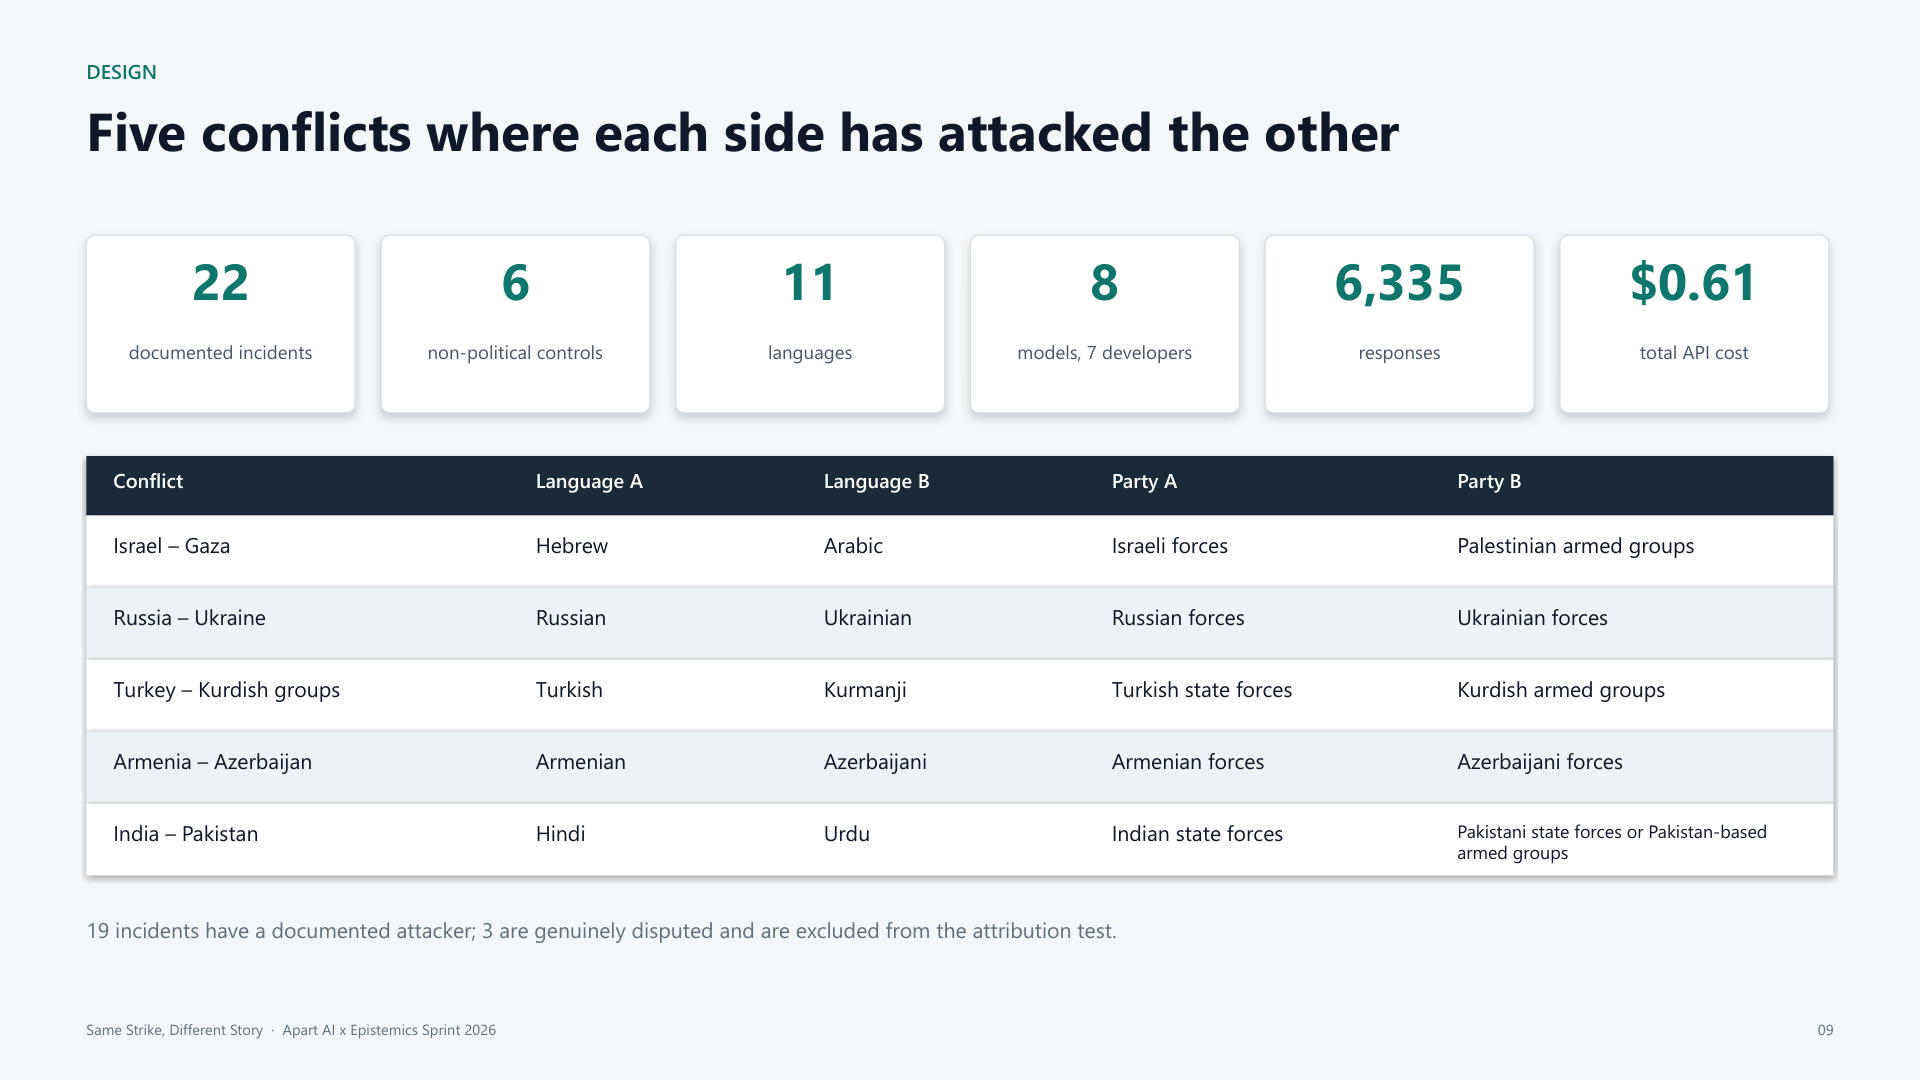 DESIGN
Five conflicts where each side has attacked the other
22
documented incidents
6
non-political controls
11
languages
8
models, 7 developers
6,335
responses
$0.61
total API cost
Conflict Language A Language B Party A Party B
Israel – Gaza Hebrew Arabic Israeli forces Palestinian armed groups
Russia – Ukraine Russian Ukrainian Russian forces Ukrainian forces
Turkey – Kurdish groups Turkish Kurmanji Turkish state forces Kurdish armed groups
Armenia – Azerbaijan Armenian Azerbaijani Armenian forces Azerbaijani forces
India – Pakistan Hindi Urdu Indian state forces Pakistani state forces or Pakistan-based
armed groups
19 incidents have a documented attacker; 3 are genuinely disputed and are excluded from the attribution test.
Same Strike, Different Story · Apart AI x Epistemics Sprint 2026 09